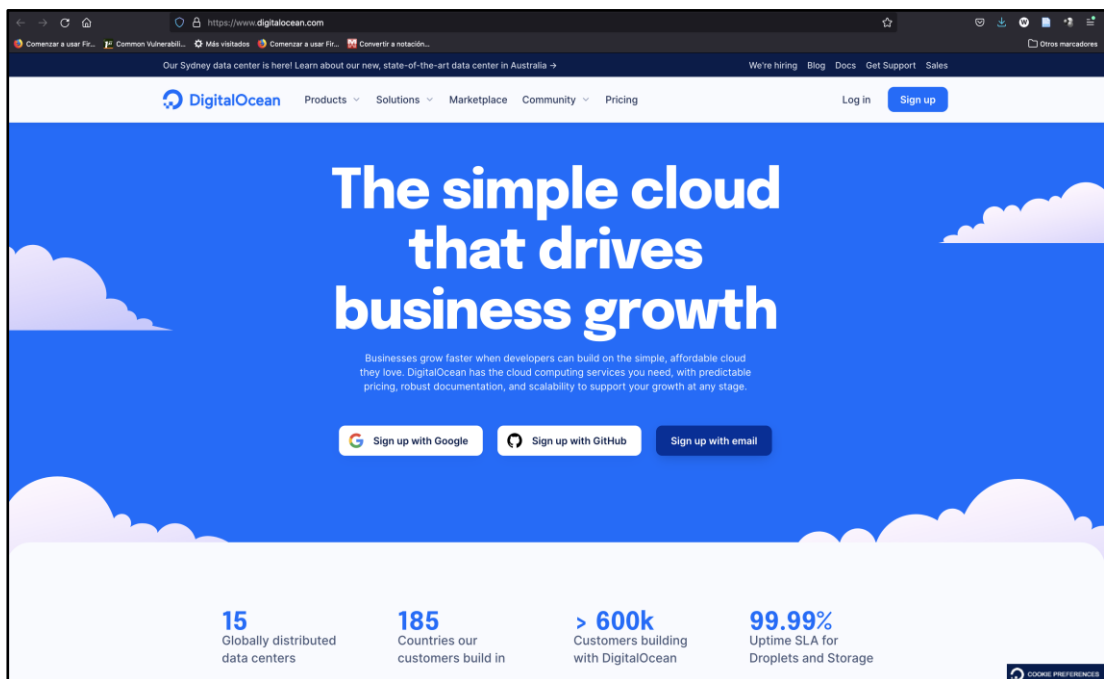 https://www.digitalocean.com
Comenzar a usar Fir... Common Vulnerabili... Más visitados Comenzar a usar Fir... Convertir a notación... Otros marcadores
Our Sydney data center is here! Learn about our new, state-of-the-art data center in Australia → We're hiring Blog Docs Get Support Sales
DigitalOcean Products Solutions Marketplace Community Pricing Log in Sign up
The simple cloud
that drives
business growth
Businesses grow faster when developers can build on the simple, affordable cloud
they love. DigitalOcean has the cloud computing services you need, with predictable
pricing, robust documentation, and scalability to support your growth at any stage.
Sign up with Google Sign up with GitHub Sign up with email
15 185 > 600k 99.99%
Globally distributed Countries our Customers building Uptime SLA for
data centers customers build in with DigitalOcean Droplets and Storage
COOKIE PREFERENCES